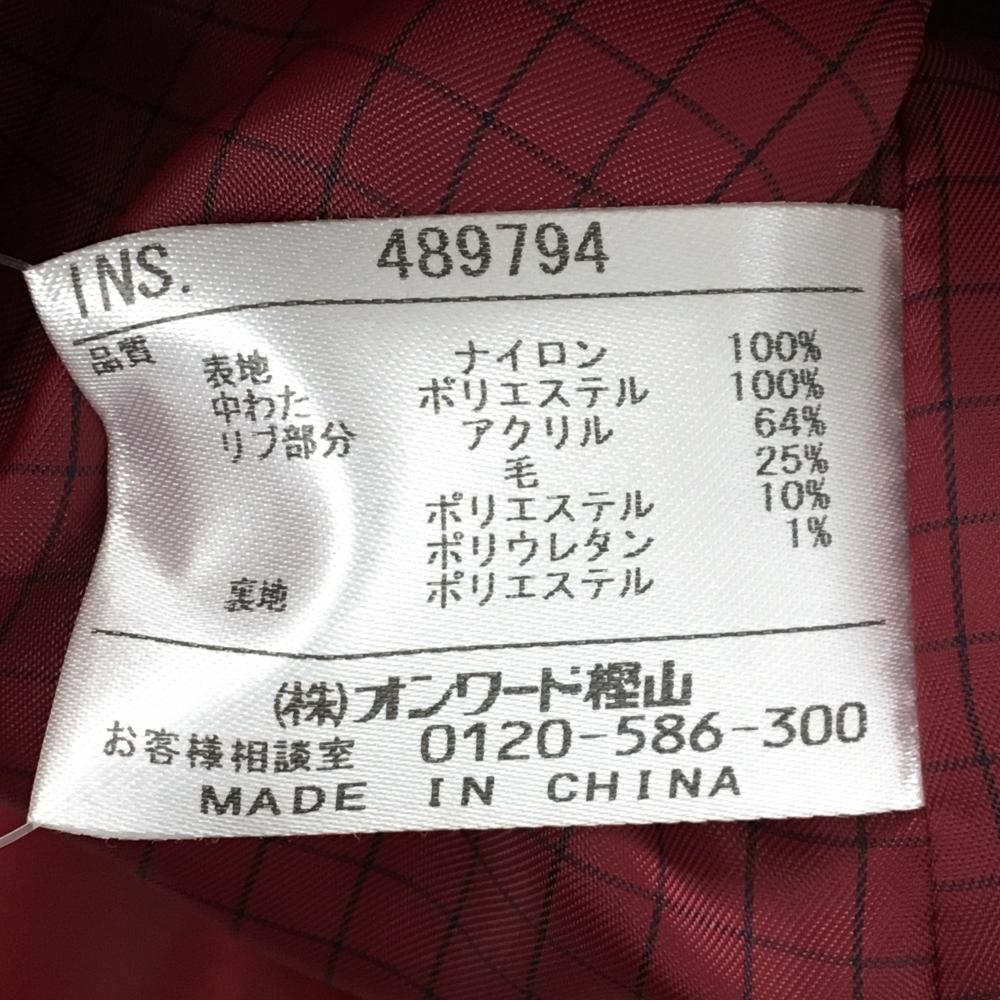 INS. 489794
品質 表地 ナイロン 100%
中わた ポリエステル 100%
リブ部分 アクリル 64%
毛 25%
ポリエステル 10%
ポリウレタン 1%
裏地 ポリエステル
(株)オンワード樫山
お客様相談室 0120-586-300
MADE IN CHINA